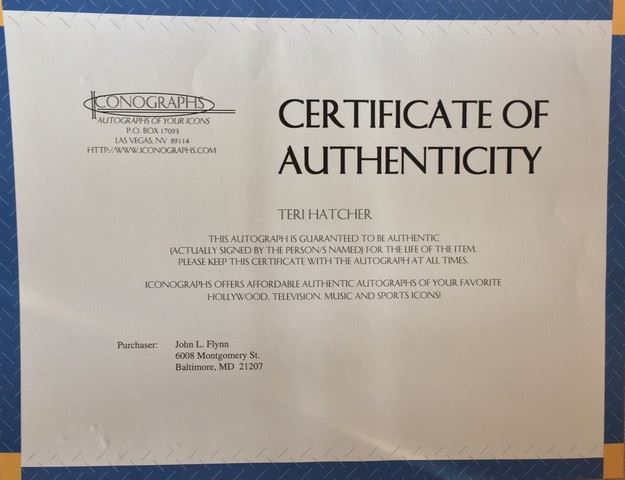 ICONOGRAPHS
AUTOGRAPHS OF YOUR ICONS
P.O. BOX 17093
LAS VEGAS, NV 89114
HTTP://WWW.ICONOGRAPHS.COM
CERTIFICATE OF
AUTHENTICITY
TERI HATCHER
THIS AUTOGRAPH IS GUARANTEED TO BE AUTHENTIC
(ACTUALLY SIGNED BY THE PERSON/S NAMED) FOR THE LIFE OF THE ITEM.
PLEASE KEEP THIS CERTIFICATE WITH THE AUTOGRAPH AT ALL TIMES.
ICONOGRAPHS OFFERS AFFORDABLE AUTHENTIC AUTOGRAPHS OF YOUR FAVORITE
HOLLYWOOD, TELEVISION, MUSIC AND SPORTS ICONS!
Purchaser: John L. Flynn
6008 Montgomery St.
Baltimore, MD 21207